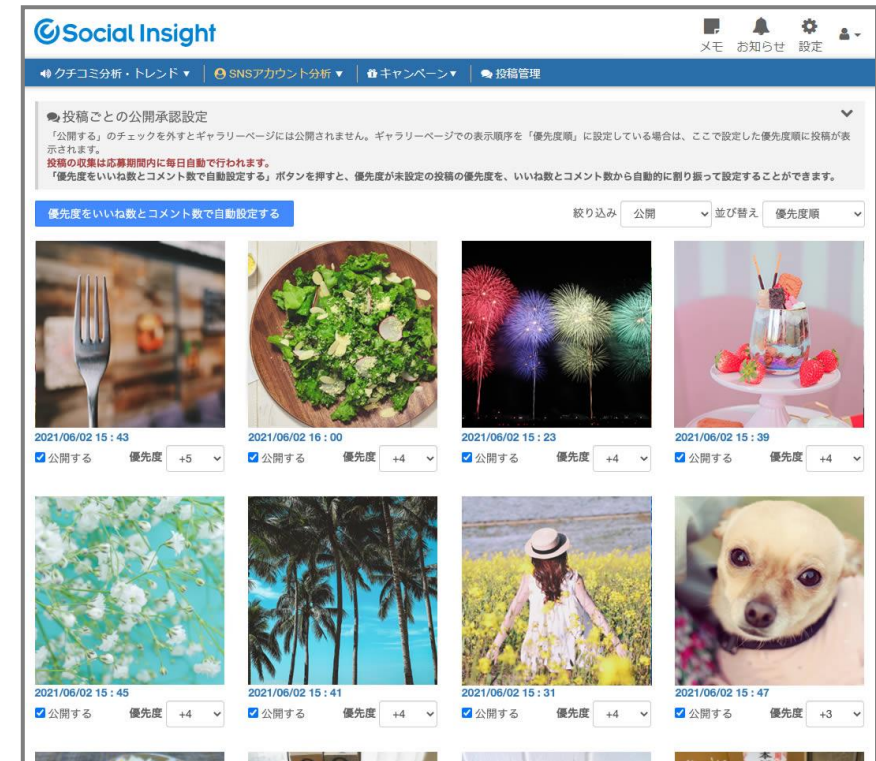 Social Insight
メモ お知らせ 設定
クチコミ分析・トレンド ▼ SNSアカウント分析 ▼ キャンペーン▼ 投稿管理
投稿ごとの公開承認設定
「公開する」のチェックを外すとギャラリーページには公開されません。ギャラリーページでの表示順序を「優先度順」に設定している場合は、ここで設定した優先度順に投稿が表
示されます。
投稿の収集は応募期間内に毎日自動で行われます。
「優先度をいいね数とコメント数で自動設定する」ボタンを押すと、優先度が未設定の投稿の優先度を、いいね数とコメント数から自動的に割り振って設定することができます。
優先度をいいね数とコメント数で自動設定する 絞り込み 公開 並び替え 優先度順
2021/06/02 15 : 43 2021/06/02 16 : 00 2021/06/02 15 : 23 2021/06/02 15 : 39
公開する 優先度 +5 公開する 優先度 +4 公開する 優先度 +4 公開する 優先度 +4
2021/06/02 15 : 45 2021/06/02 15 : 41 2021/06/02 15 : 31 2021/06/02 15 : 47
公開する 優先度 +4 公開する 優先度 +4 公開する 優先度 +4 公開する 優先度 +3